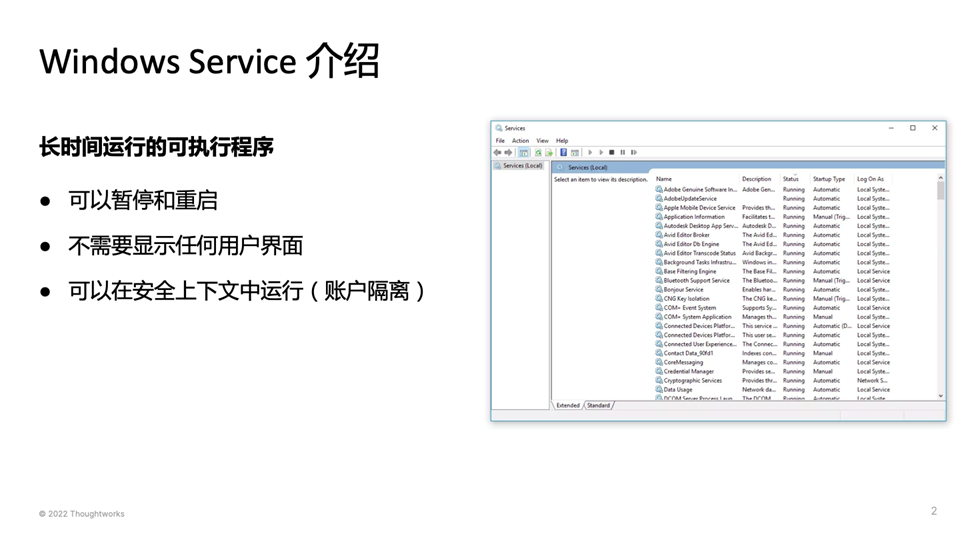 Windows Service 介绍
长时间运行的可执行程序
● 可以暂停和重启
● 不需要显示任何用户界面
● 可以在安全上下文中运行（账户隔离）
Services
File Action View Help
Services (Local)
Services (Local)
Select an item to view its description.
Name Description Status Startup Type Log On As
Adobe Genuine Software In... Adobe Gen... Running Automatic Local Syste...
AdobeUpdateService Running Automatic Local Syste...
Apple Mobile Device Service Provides th... Running Automatic Local Syste...
Application Information Facilitates t... Running Manual (Trig... Local Syste...
Autodesk Desktop App Serv... Autodesk D... Running Automatic Local Syste...
Avid Editor Broker The Avid Ed... Running Automatic Local Syste...
Avid Editor Db Engine The Avid Ed... Running Automatic Local Syste...
Avid Editor Transcode Status Avid Backgr... Running Automatic Local Syste...
Background Tasks Infrastru... Windows in... Running Automatic Local Syste...
Base Filtering Engine The Base Fil... Running Automatic Local Service
Bluetooth Support Service The Bluetoo... Running Manual (Trig... Local Service
Bonjour Service Enables har... Running Automatic Local Syste...
CNG Key Isolation The CNG ke... Running Manual (Trig... Local Syste...
COM+ Event System Supports Sy... Running Automatic Local Service
COM+ System Application Manages th... Running Manual Local Syste...
Connected Devices Platfor... This service ... Running Automatic (D... Local Service
Connected Devices Platfor... This user se... Running Automatic Local Syste...
Connected User Experience... The Connec... Running Automatic Local Syste...
Contact Data_90fd1 Indexes con... Running Manual Local Syste...
CoreMessaging Manages co... Running Automatic Local Service
Credential Manager Provides se... Running Manual Local Syste...
Cryptographic Services Provides thr... Running Automatic Network S...
Data Usage Network da... Running Automatic Local Service
DCOM Server Process Laun... The DCOM... Running Automatic Local Syste...
Extended Standard
© 2022 Thoughtworks
2